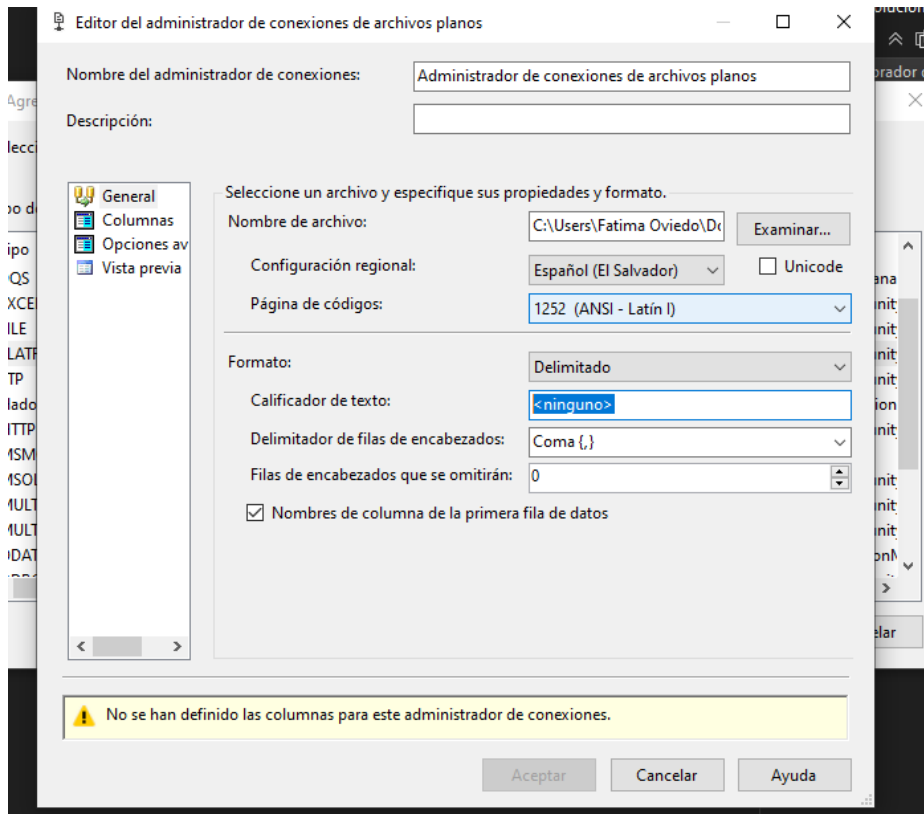 Editor del administrador de conexiones de archivos planos
Nombre del administrador de conexiones: Administrador de conexiones de archivos planos
Descripción:
General
Columnas
Opciones av
Vista previa
Seleccione un archivo y especifique sus propiedades y formato.
Nombre de archivo: C:\Users\Fatima Oviedo\Do Examinar...
Configuración regional: Español (El Salvador) Unicode
Página de códigos: 1252 (ANSI - Latín I)
Formato: Delimitado
Calificador de texto: <ninguno>
Delimitador de filas de encabezados: Coma {,}
Filas de encabezados que se omitirán: 0
Nombres de columna de la primera fila de datos
No se han definido las columnas para este administrador de conexiones.
Aceptar Cancelar Ayuda